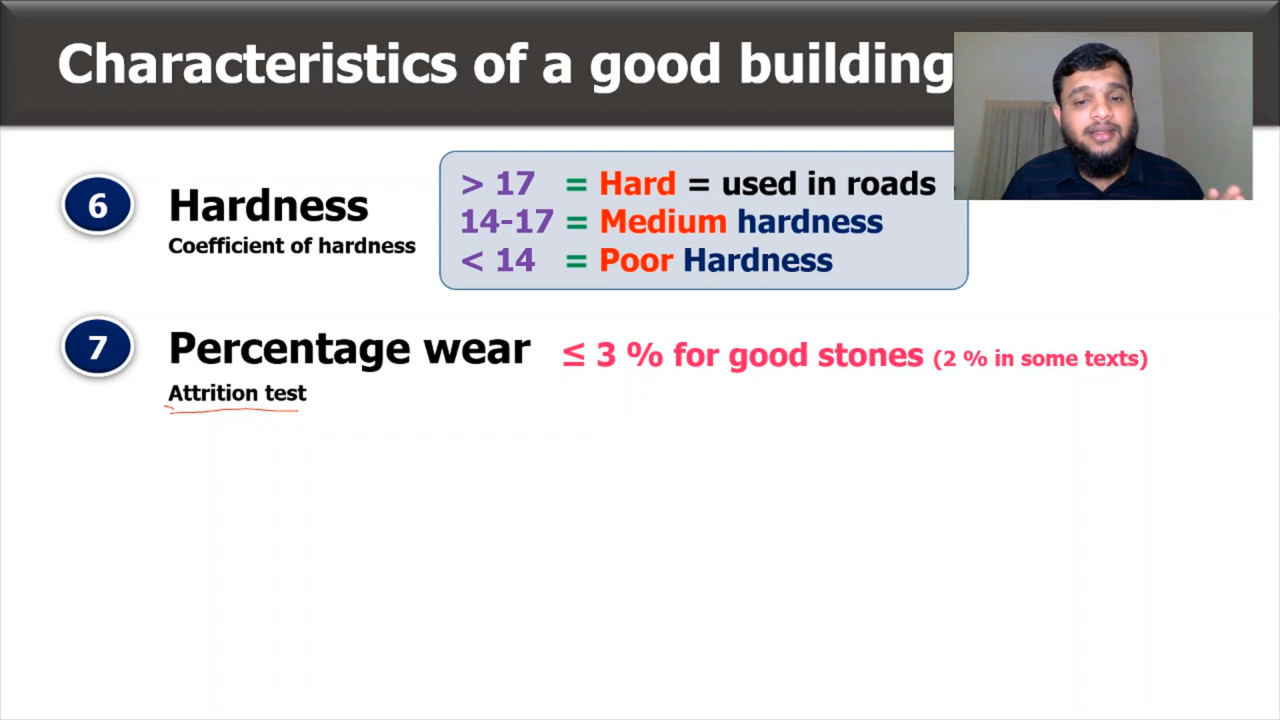 Characteristics of a good building
6
Hardness
Coefficient of hardness
> 17 = Hard = used in roads
14-17 = Medium hardness
< 14 = Poor Hardness
7
Percentage wear
≤ 3 % for good stones (2 % in some texts)
Attrition test